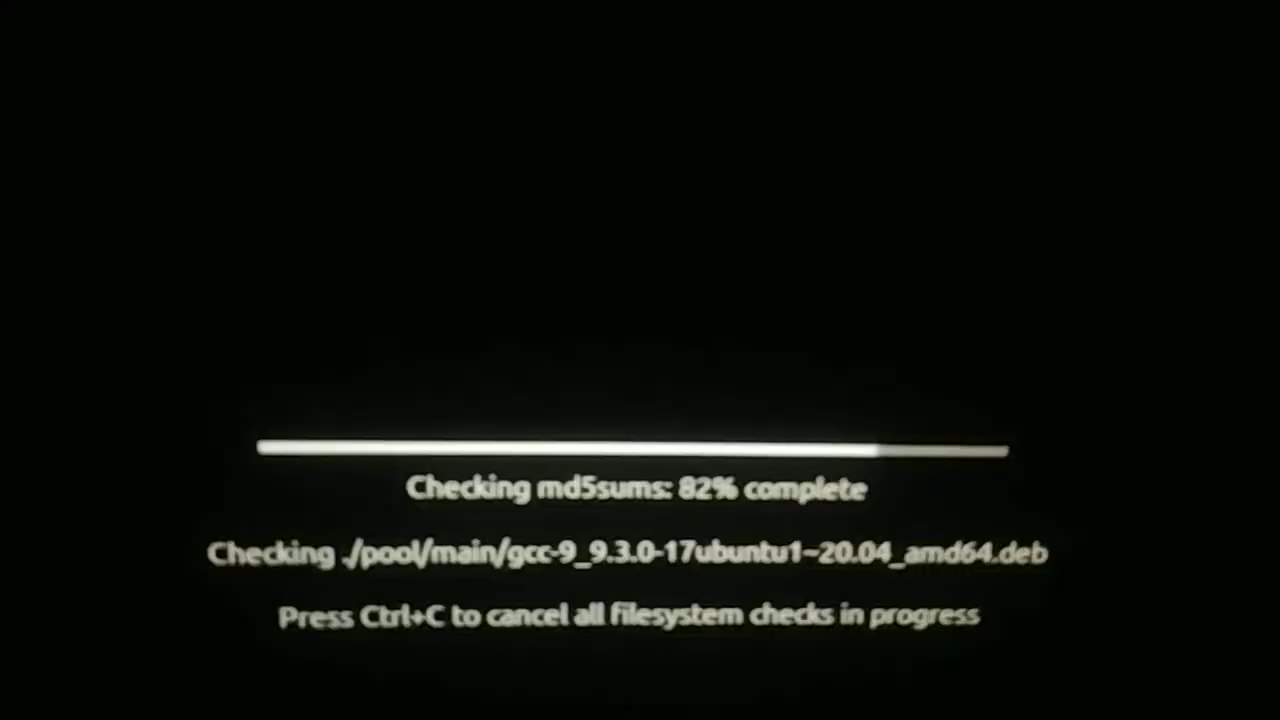 Checking md5sums: 82% complete
Checking ./pool/main/gcc-9_9.3.0-17ubuntu1~20.04_amd64.deb
Press Ctrl+C to cancel all filesystem checks in progress